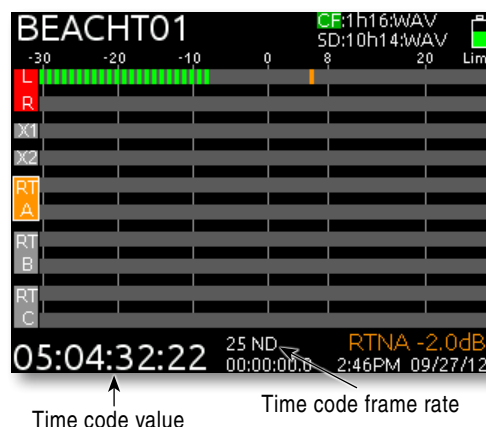 BEACHT01
CF:1h16:WAV
SD:10h14:WAV
-30 -20 -10 0 8 20 Lim
L
R
X1
X2
RT
A
RT
B
RT
C
05:04:32:22
25 ND
RTNA -2.0dB
00:00:00.0
2:46PM 09/27/12
Time code value
Time code frame rate